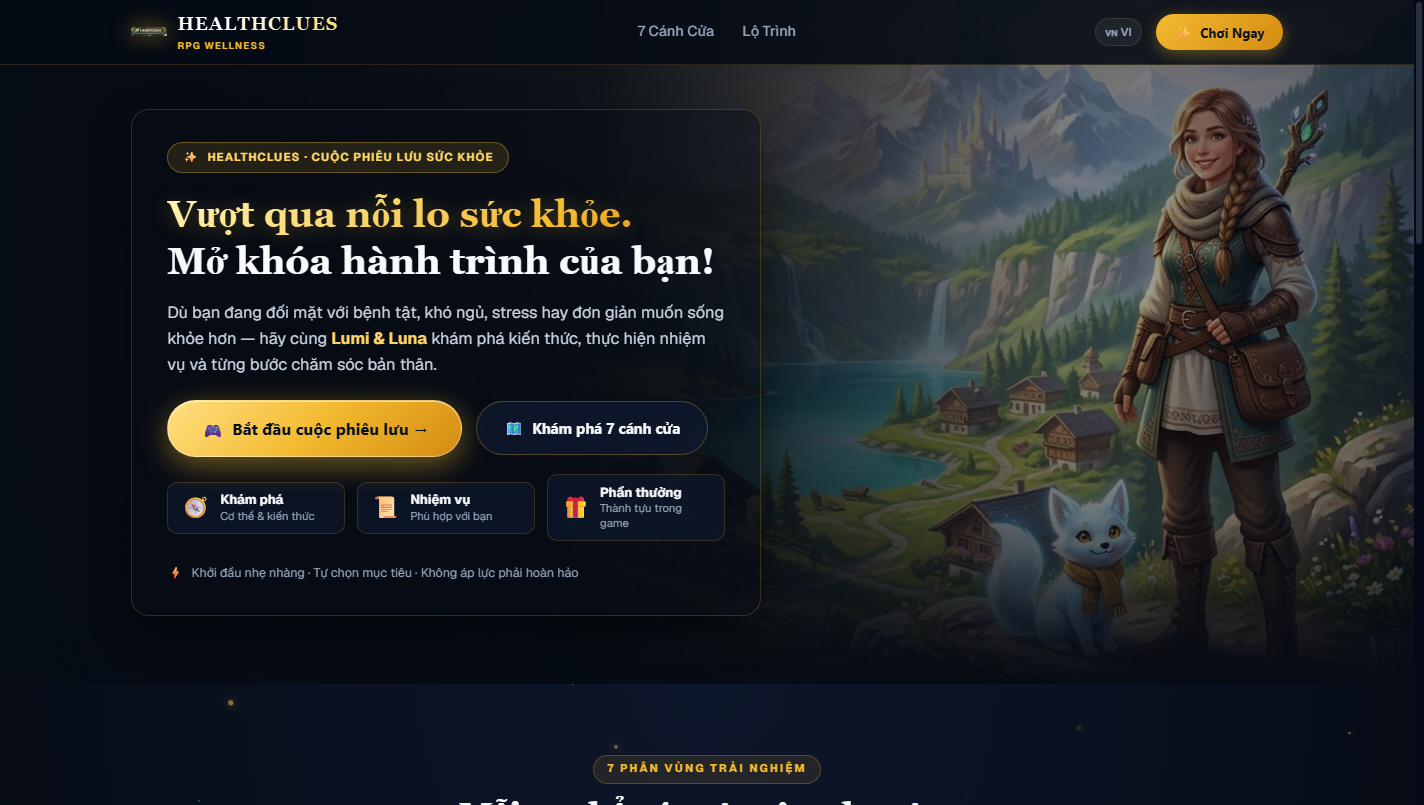 HEALTHCLUES
RPG WELLNESS
7 Cánh Cửa
Lộ Trình
VN VI
✨ Chơi Ngay
✨ HEALTHCLUES · CUỘC PHIÊU LƯU SỨC KHỎE
Vượt qua nỗi lo sức khỏe.
Mở khóa hành trình của bạn!
Dù bạn đang đối mặt với bệnh tật, khó ngủ, stress hay đơn giản muốn sống
khỏe hơn — hãy cùng Lumi & Luna khám phá kiến thức, thực hiện nhiệm
vụ và từng bước chăm sóc bản thân.
🎮 Bắt đầu cuộc phiêu lưu →
🗺️ Khám phá 7 cánh cửa
🧭 Khám phá
Cơ thể & kiến thức
📜 Nhiệm vụ
Phù hợp với bạn
🎁 Phần thưởng
Thành tựu trong
game
⚡ Khởi đầu nhẹ nhàng · Tự chọn mục tiêu · Không áp lực phải hoàn hảo
7 PHÂN VÙNG TRẢI NGHIỆM